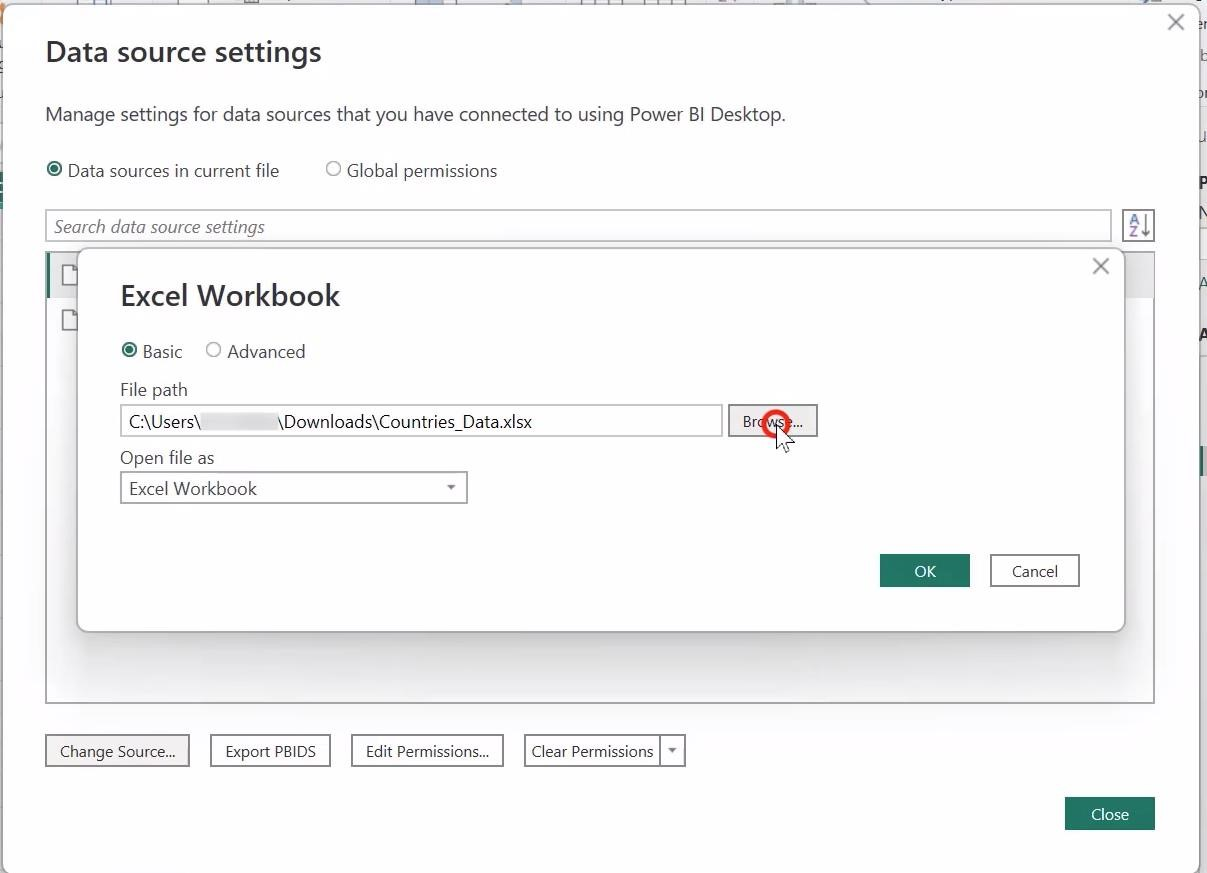 Data source settings
Manage settings for data sources that you have connected to using Power BI Desktop.
Data sources in current file Global permissions
Search data source settings
A
Z
Excel Workbook
Basic Advanced
File path
C:\Users\ \Downloads\Countries_Data.xlsx Browse...
Open file as
Excel Workbook
OK Cancel
Change Source... Export PBIDS Edit Permissions... Clear Permissions
Close